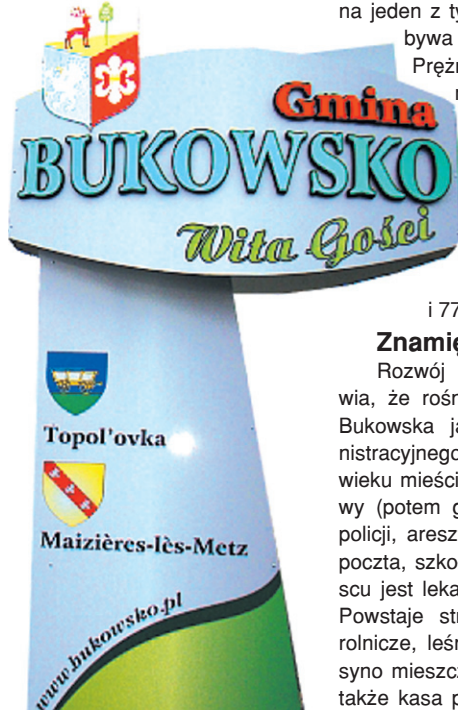 na jeden z ty
bywa
Prężn
Gmina
BUKOWSKO
Wita Gości
i 77
Znamię
Rozwój
wia, że rośn
Bukowska ja
nistracyjnego
wieku mieści
wy (potem g
policji, aresz
poczta, szko
scu jest leka
Powstaje str
rolnicze, leśn
syno mieszcz
także kasa p
Topol'ovka
Maizières-lès-Metz
www.bukowsko.pl